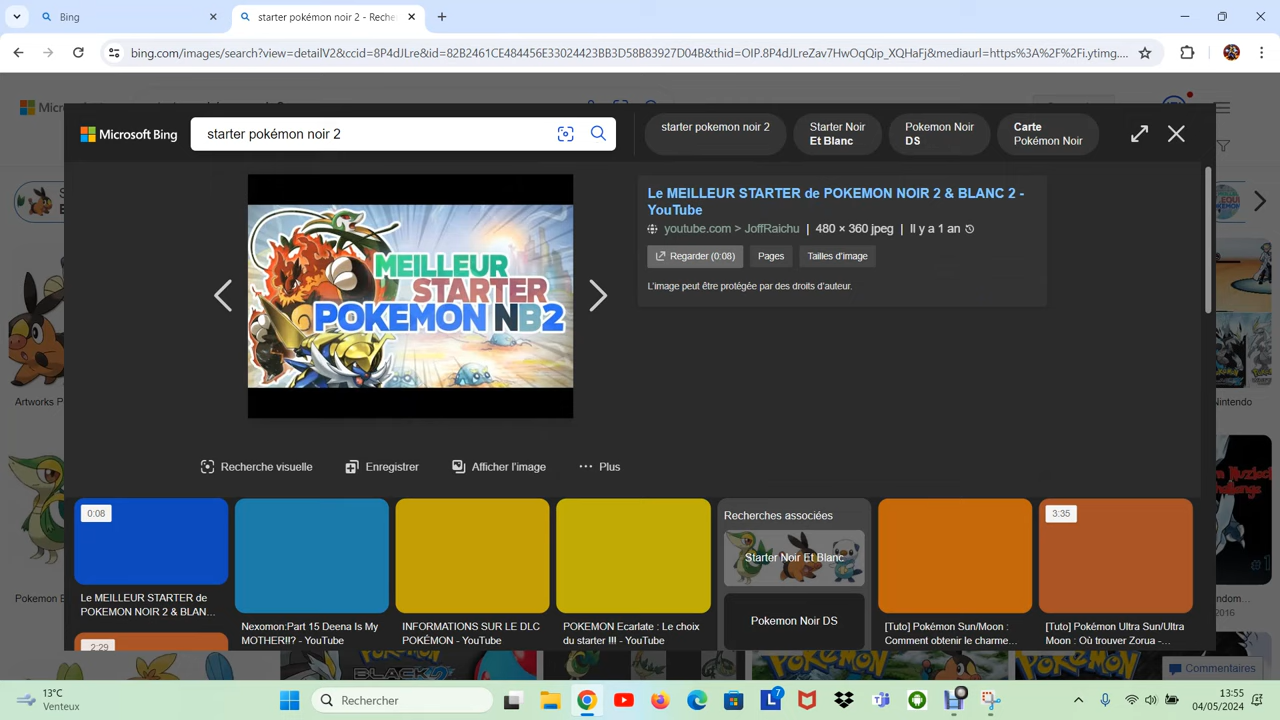 Bing
starter pokémon noir 2 - Reche
bing.com/images/search?view=detailV2&ccid=8P4dJLre&id=82B2461CE484456E33024423BB3D58B83927D04B&thid=OIP.8P4dJLreZav7HwOqQip_XQHaFj&mediaurl=https%3A%2F%2Fi.ytimg....
Micr
Microsoft Bing
starter pokémon noir 2
starter pokemon noir 2
Starter Noir
Et Blanc
Pokemon Noir
DS
Carte
Pokémon Noir
MEILLEUR
STARTER
POKEMON NB2
Le MEILLEUR STARTER de POKEMON NOIR 2 & BLANC 2 -
YouTube
youtube.com > JoffRaichu | 480 × 360 jpeg | Il y a 1 an
Regarder (0:08)
Pages
Tailles d'image
L'image peut être protégée par des droits d'auteur.
Artworks P
Nintendo
Recherche visuelle
Enregistrer
Afficher l'image
Plus
0:08
Le MEILLEUR STARTER de
POKEMON NOIR 2 & BLAN...
2:29
Nexomon:Part 15 Deena Is My
MOTHER!!? - YouTube
INFORMATIONS SUR LE DLC
POKÉMON - YouTube
POKEMON Ecarlate : Le choix
du starter !!! - YouTube
Recherches associées
Starter Noir Et Blanc
Pokemon Noir DS
[Tuto] Pokémon Sun/Moon :
Comment obtenir le charme...
3:35
[Tuto] Pokémon Ultra Sun/Ultra
Moon : Où trouver Zorua -...
Challenge
#1
Pokemon B
ndom...
2016
BLACK
Commentaires
13°C
Venteux
Rechercher
7
13:55
04/05/2024